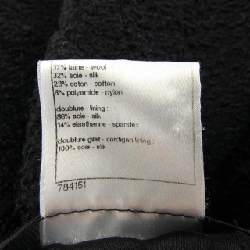 laine - wool
32% soie - silk
23% coton - cotton
8% polyamide - nylon
doublure - lining :
86% soie - silk
14% elasthanne - spandex
doublure gilet - cardigan lining :
100% soie - silk
784151